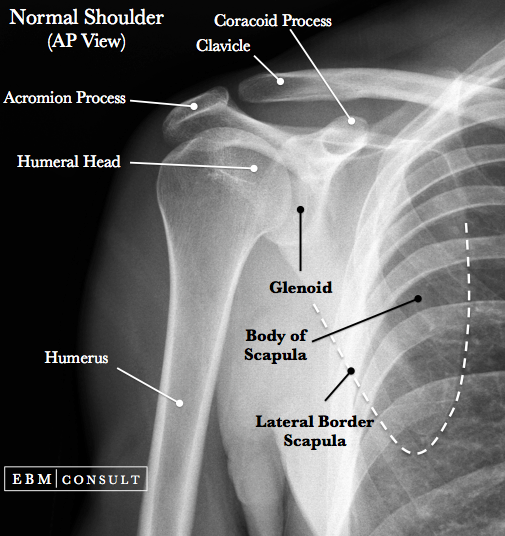 Normal Shoulder
(AP View)
Coracoid Process
Clavicle
Acromion Process
Humeral Head
Glenoid
Body of
Scapula
Humerus
Lateral Border
Scapula
EBM|CONSULT